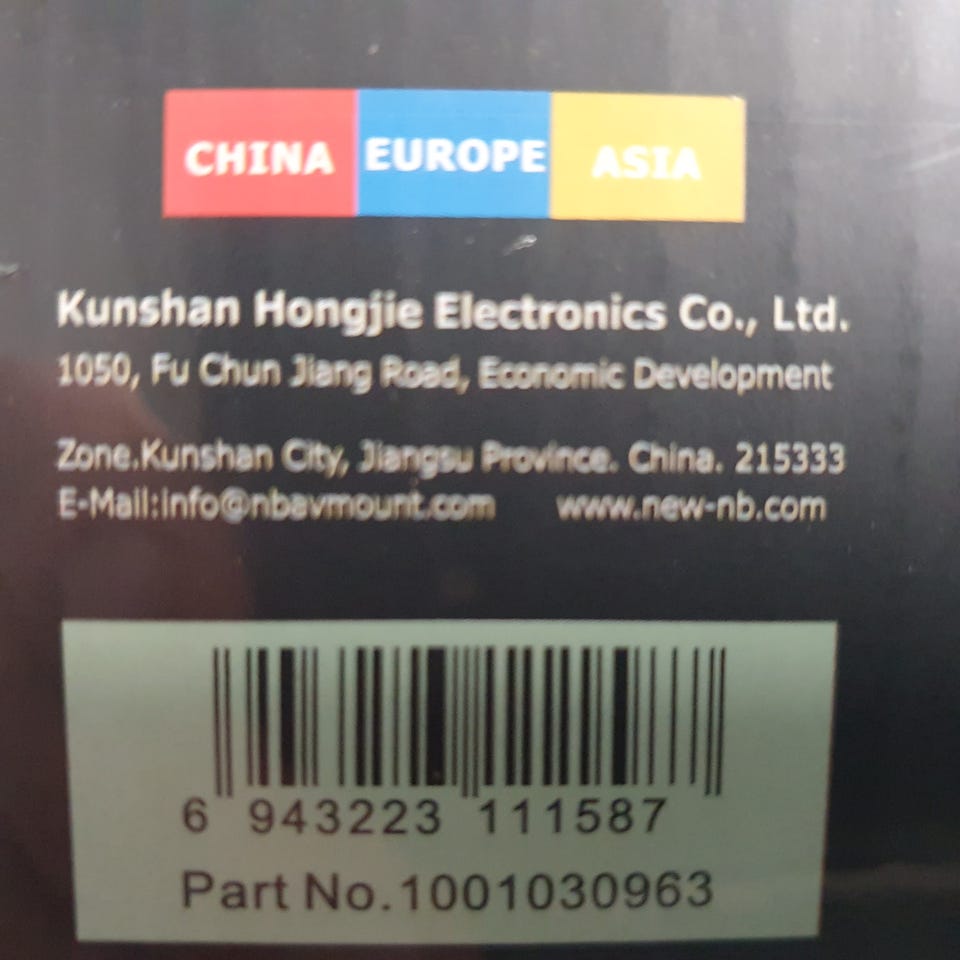 CHINA EUROPE ASIA
Kunshan Hongjie Electronics Co., Ltd.
1050, Fu Chun Jiang Road, Economic Development
Zone.Kunshan City, Jiangsu Province. China. 215333
E-Mail:info@nbavmount.com www.new-nb.com
6 943223 111587
Part No.1001030963